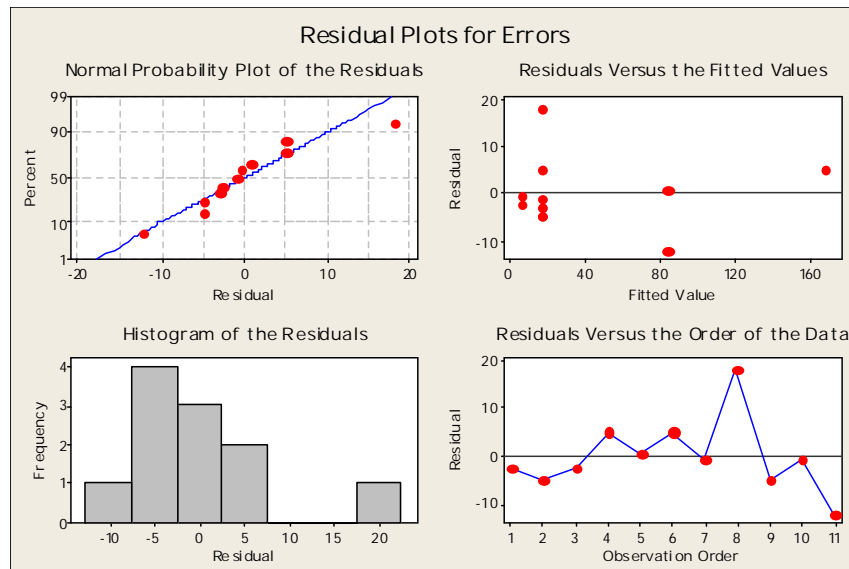 Residual Plots for Errors
Normal Probability Plot of the Residuals
99
90
50
10
1
Percent
-20 -10 0 10 20
Residual
Residuals Versus the Fitted Values
20
10
0
-10
Residual
0 40 80 120 160
Fitted Value
Histogram of the Residuals
4
3
2
1
0
Frequency
-10 -5 0 5 10 15 20
Residual
Residuals Versus the Order of the Data
20
10
0
-10
Residual
1 2 3 4 5 6 7 8 9 10 11
Observation Order